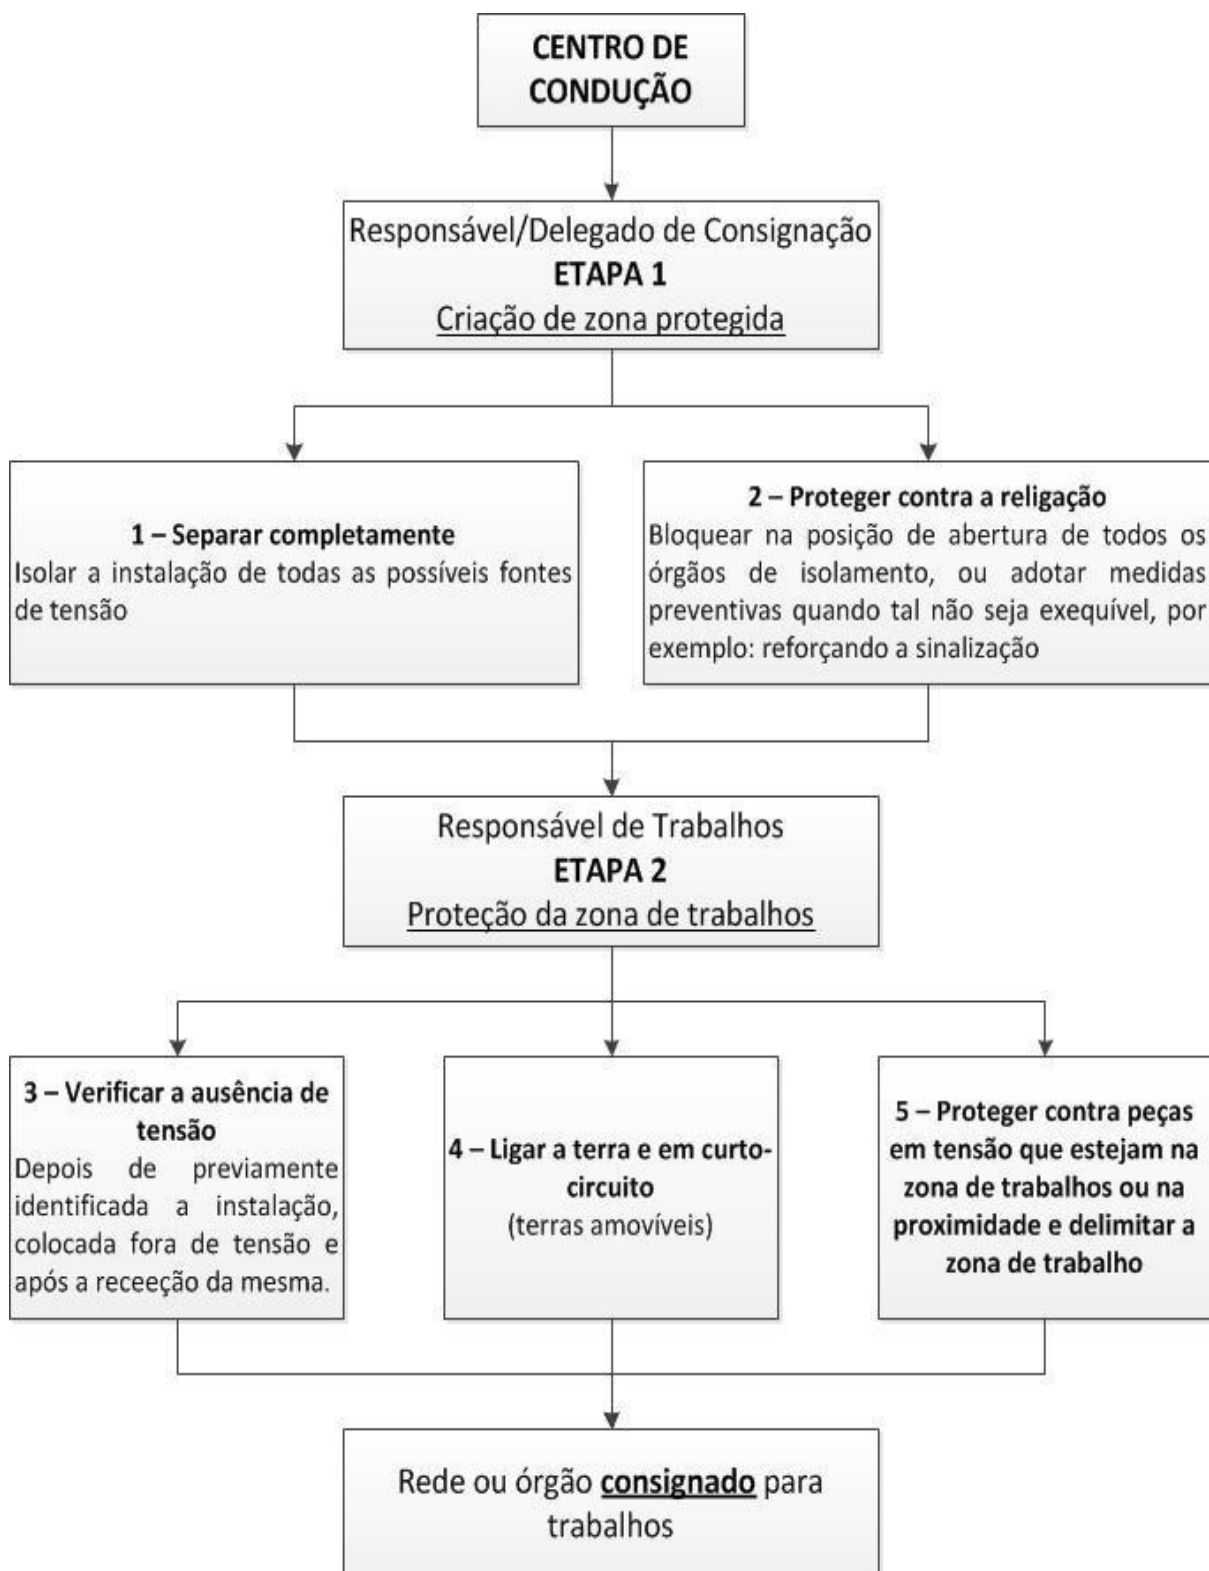 CENTRO DE
CONDUÇÃO
Responsável/Delegado de Consignação
ETAPA 1
Criação de zona protegida
1 – Separar completamente
Isolar a instalação de todas as possíveis fontes
de tensão
2 – Proteger contra a religação
Bloquear na posição de abertura de todos os
órgãos de isolamento, ou adotar medidas
preventivas quando tal não seja exequível, por
exemplo: reforçando a sinalização
Responsável de Trabalhos
ETAPA 2
Proteção da zona de trabalhos
3 – Verificar a ausência de
tensão
Depois de previamente
identificada a instalação,
colocada fora de tensão e
após a receeção da mesma.
4 – Ligar a terra e em curto-
circuito
(terras amovíveis)
5 – Proteger contra peças
em tensão que estejam na
zona de trabalhos ou na
proximidade e delimitar a
zona de trabalho
Rede ou órgão consignado para
trabalhos